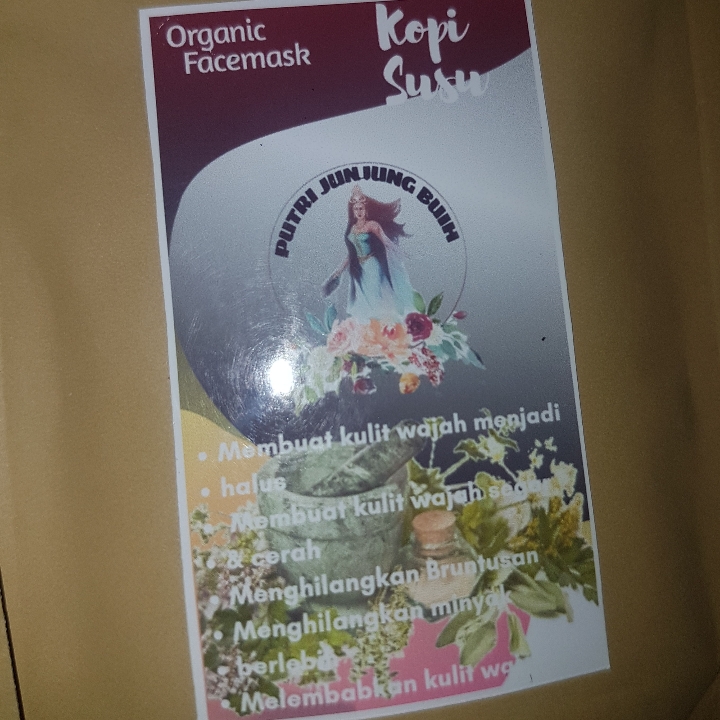 Organic
Facemask
Kopi
Susu
PUTRI JUNJUNG BUIH
• Membuat kulit wajah menjadi
• halus
• Membuat kulit wajah
• & cerah
• Menghilangkan Bruntusan
• Menghilangkan minyak
•
• Melembabkan kulit